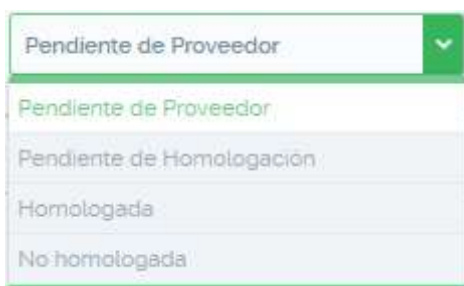 Pendiente de Proveedor
Pendiente de Proveedor
Pendiente de Homologación
Homologada
No homologada